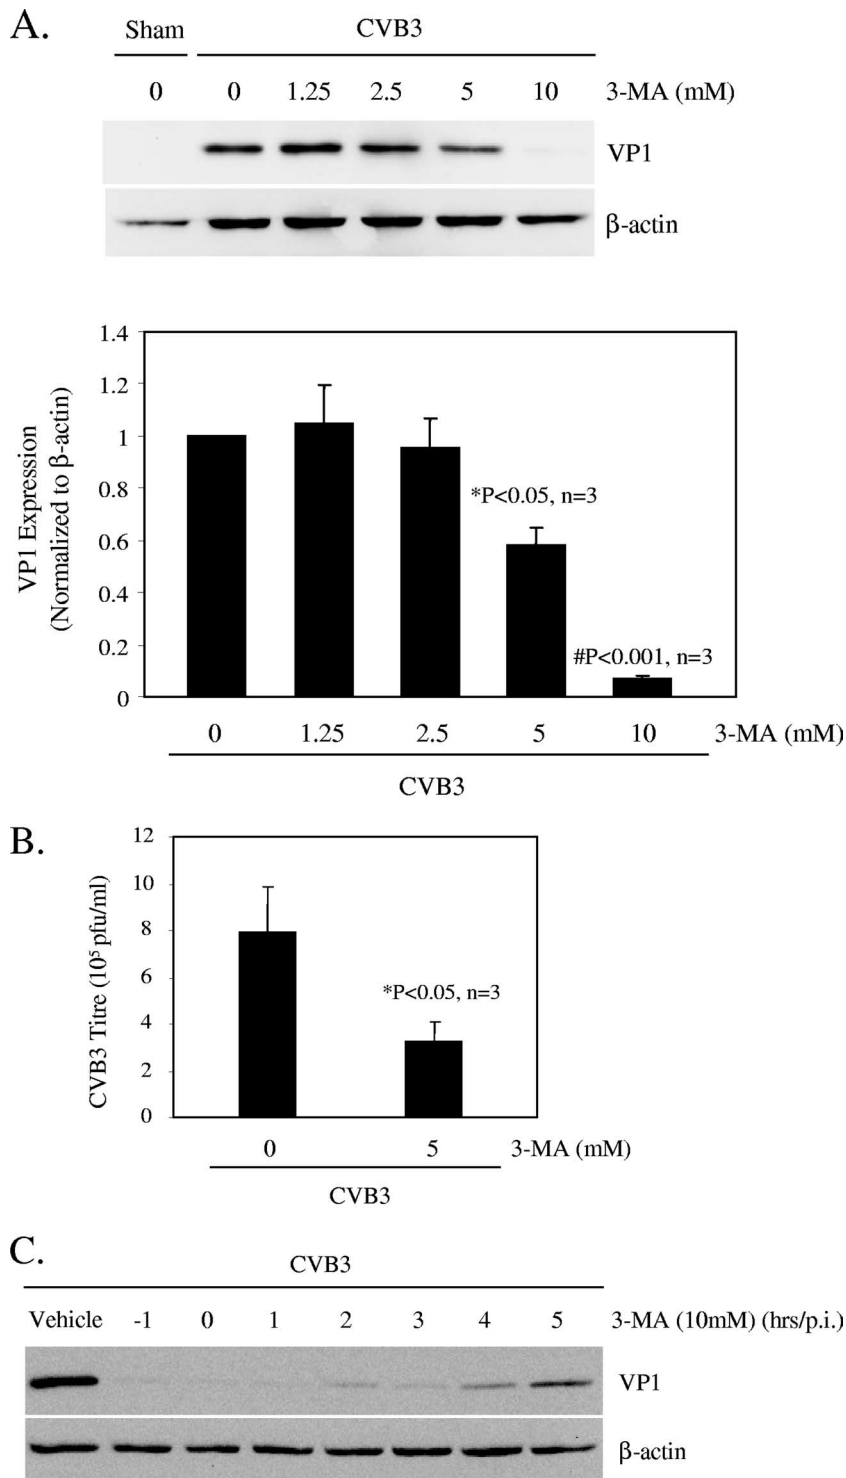 A.
Sham CVB3
0 0 1.25 2.5 5 10 3-MA (mM)
VP1
β-actin
VP1 Expression
(Normalized to β-actin)
1.4
1.2
1
0.8
0.6
0.4
0.2
0
*P<0.05, n=3
#P<0.001, n=3
0 1.25 2.5 5 10 3-MA (mM)
CVB3
B.
CVB3 Titre (10⁵ pfu/ml)
12
10
8
6
4
2
0
*P<0.05, n=3
0 5 3-MA (mM)
CVB3
C.
CVB3
Vehicle -1 0 1 2 3 4 5 3-MA (10mM) (hrs/p.i.)
VP1
β-actin